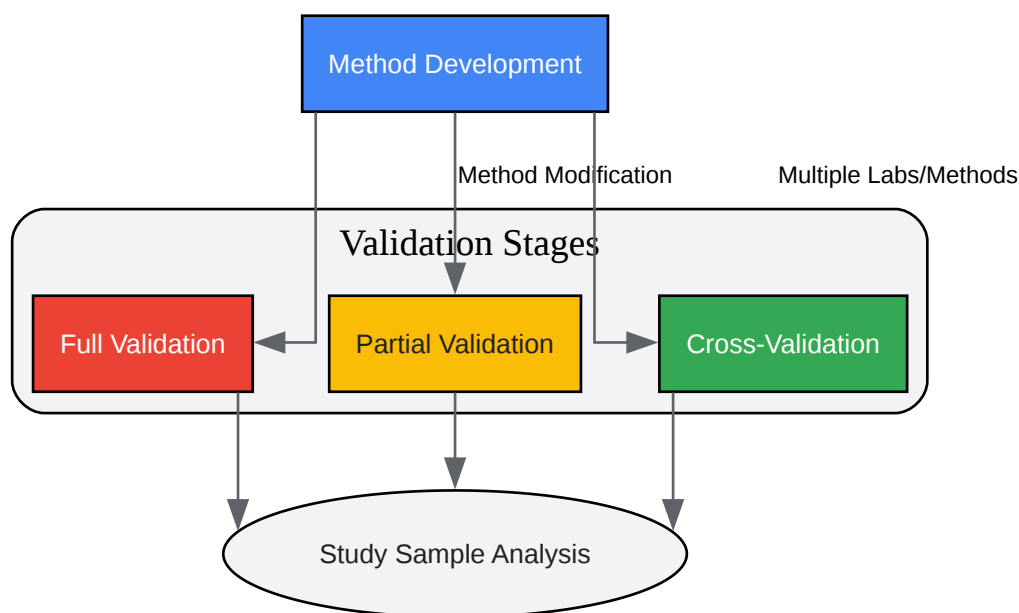 Method Development
Method Modification
Multiple Labs/Methods
Validation Stages
Full Validation
Partial Validation
Cross-Validation
Study Sample Analysis